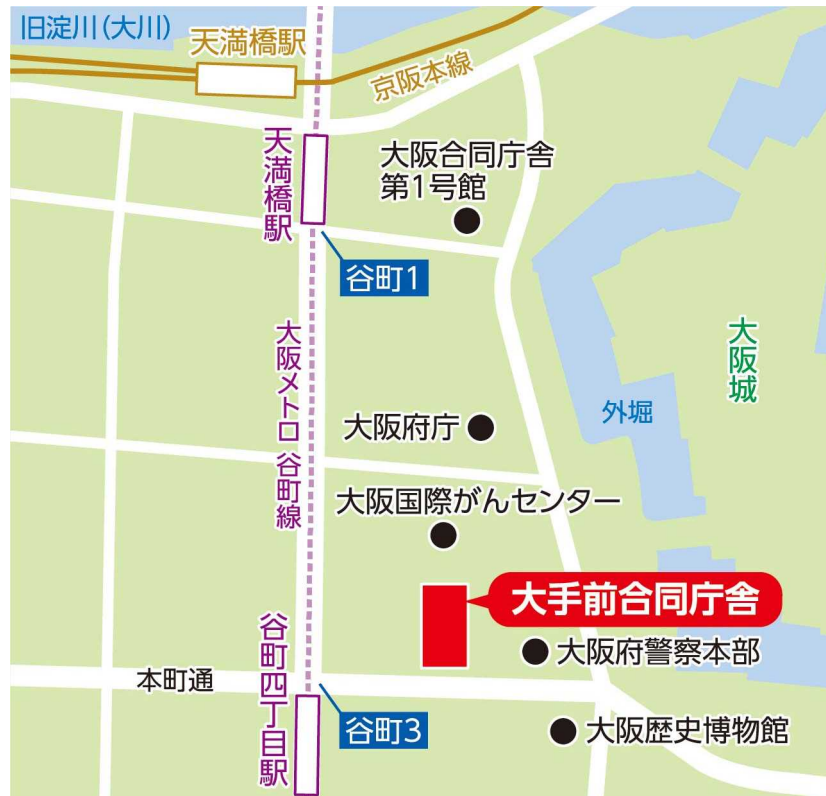 旧淀川(大川)
天満橋駅
京阪本線
天満橋駅
大阪合同庁舎
第1号館
谷町1
大阪メトロ 谷町線
大阪城
外堀
大阪府庁
大阪国際がんセンター
大手前合同庁舎
谷町四丁目駅
大阪府警察本部
本町通
谷町3
大阪歴史博物館